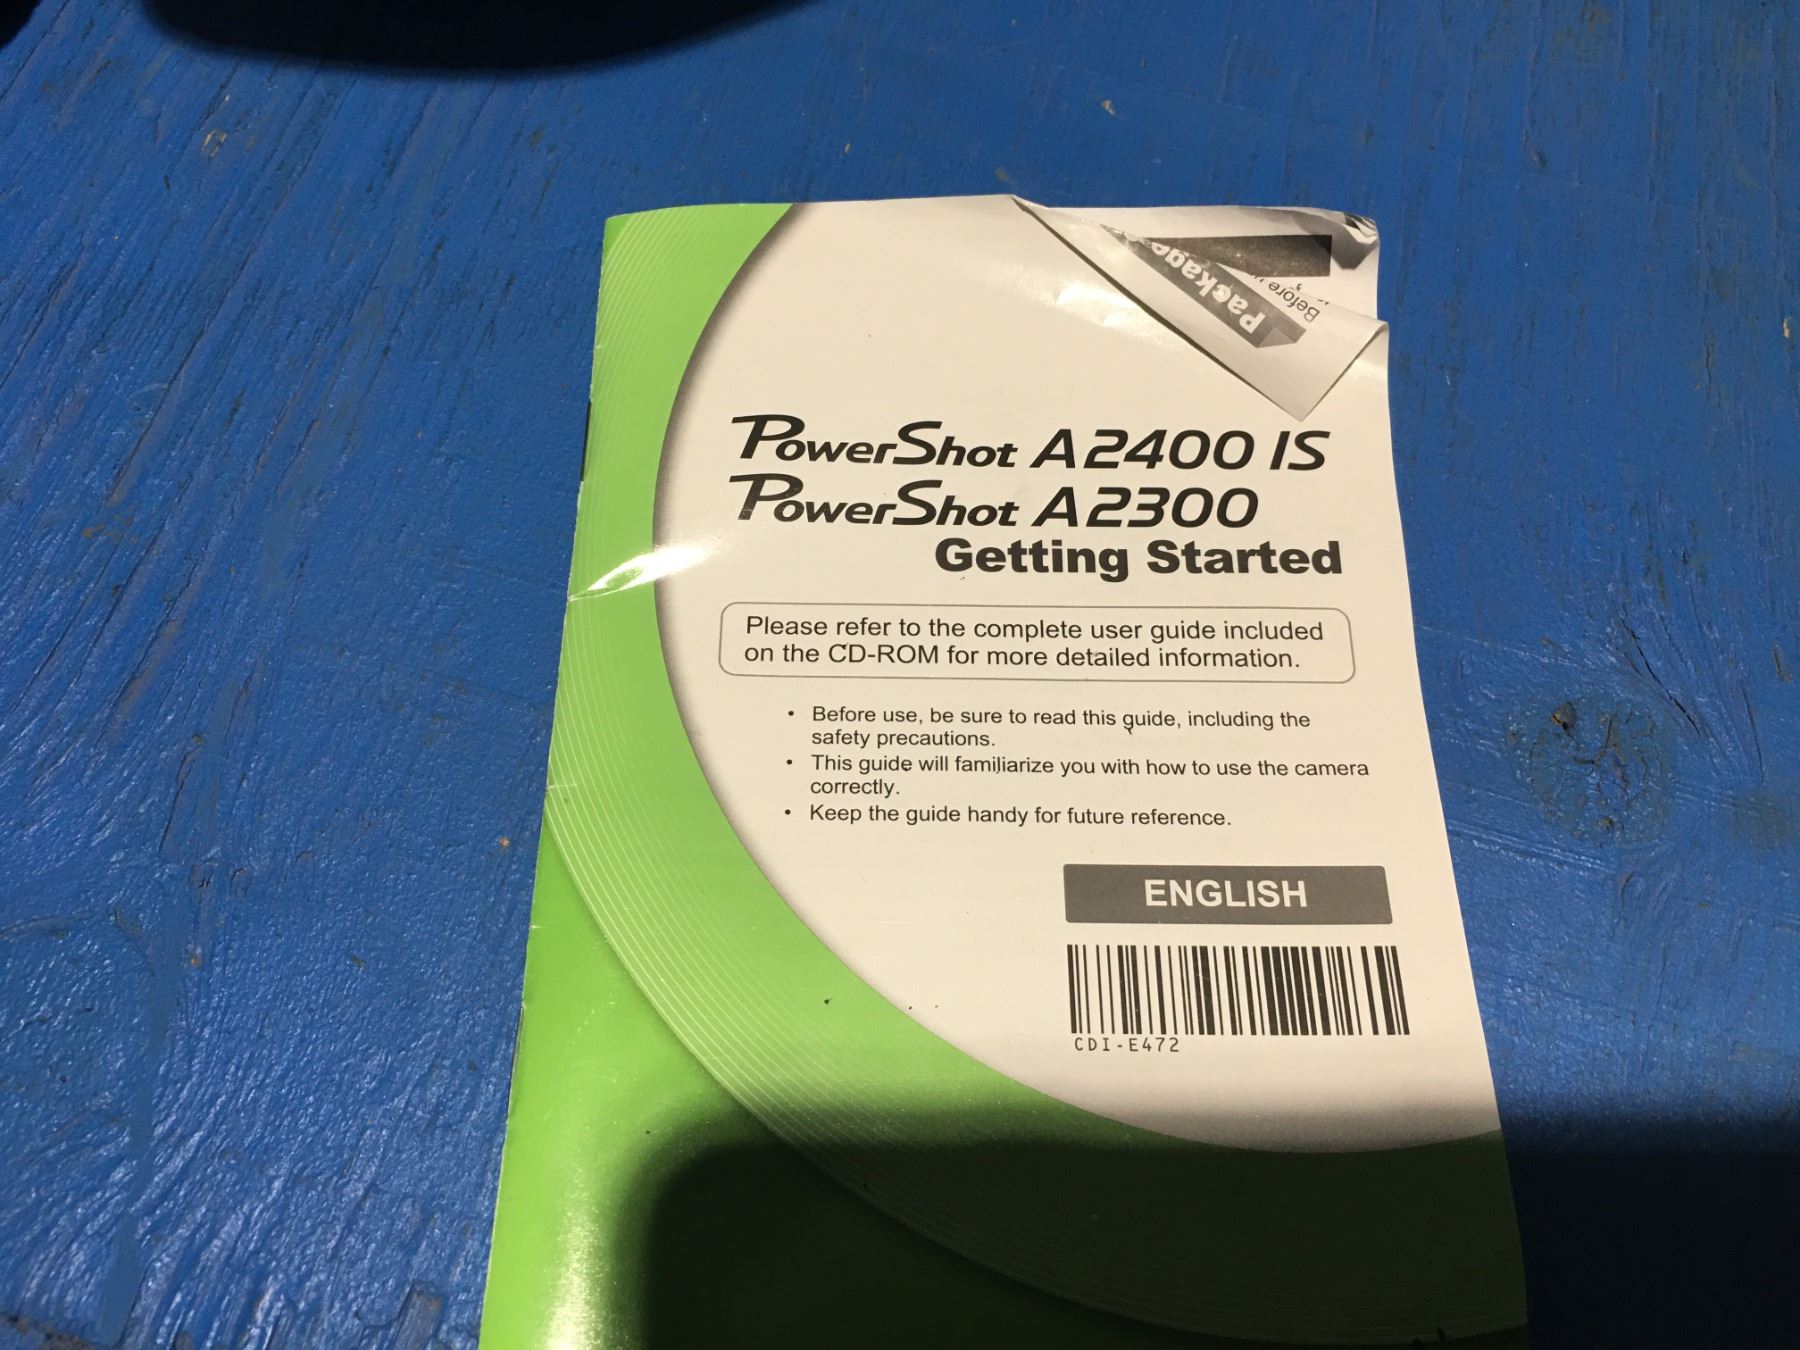 Package
Before
PowerShot A2400 IS
PowerShot A2300
Getting Started
Please refer to the complete user guide included
on the CD-ROM for more detailed information.
• Before use, be sure to read this guide, including the
safety precautions.
• This guide will familiarize you with how to use the camera
correctly.
• Keep the guide handy for future reference.
ENGLISH
CDI-E472